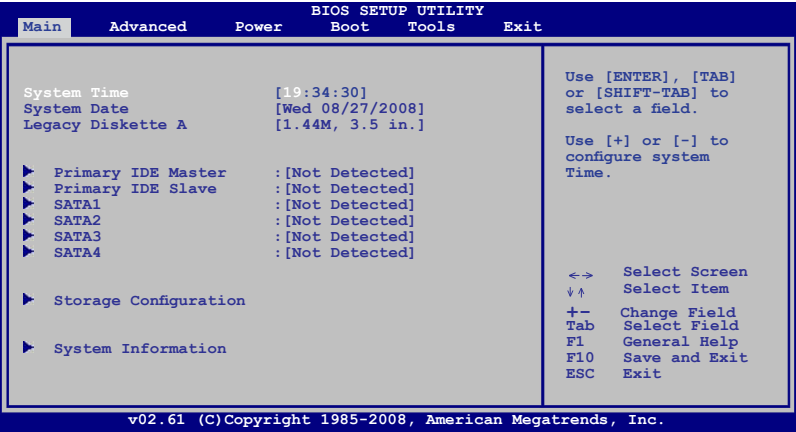 BIOS SETUP UTILITY
Main Advanced Power Boot Tools Exit
System Time [19:34:30]
System Date [Wed 08/27/2008]
Legacy Diskette A [1.44M, 3.5 in.]
Primary IDE Master :[Not Detected]
Primary IDE Slave :[Not Detected]
SATA1 :[Not Detected]
SATA2 :[Not Detected]
SATA3 :[Not Detected]
SATA4 :[Not Detected]
Storage Configuration
System Information
Use [ENTER], [TAB]
or [SHIFT-TAB] to
select a field.
Use [+] or [-] to
configure system
Time.
←→ Select Screen
↓↑ Select Item
+- Change Field
Tab Select Field
F1 General Help
F10 Save and Exit
ESC Exit
v02.61 (C)Copyright 1985-2008, American Megatrends, Inc.